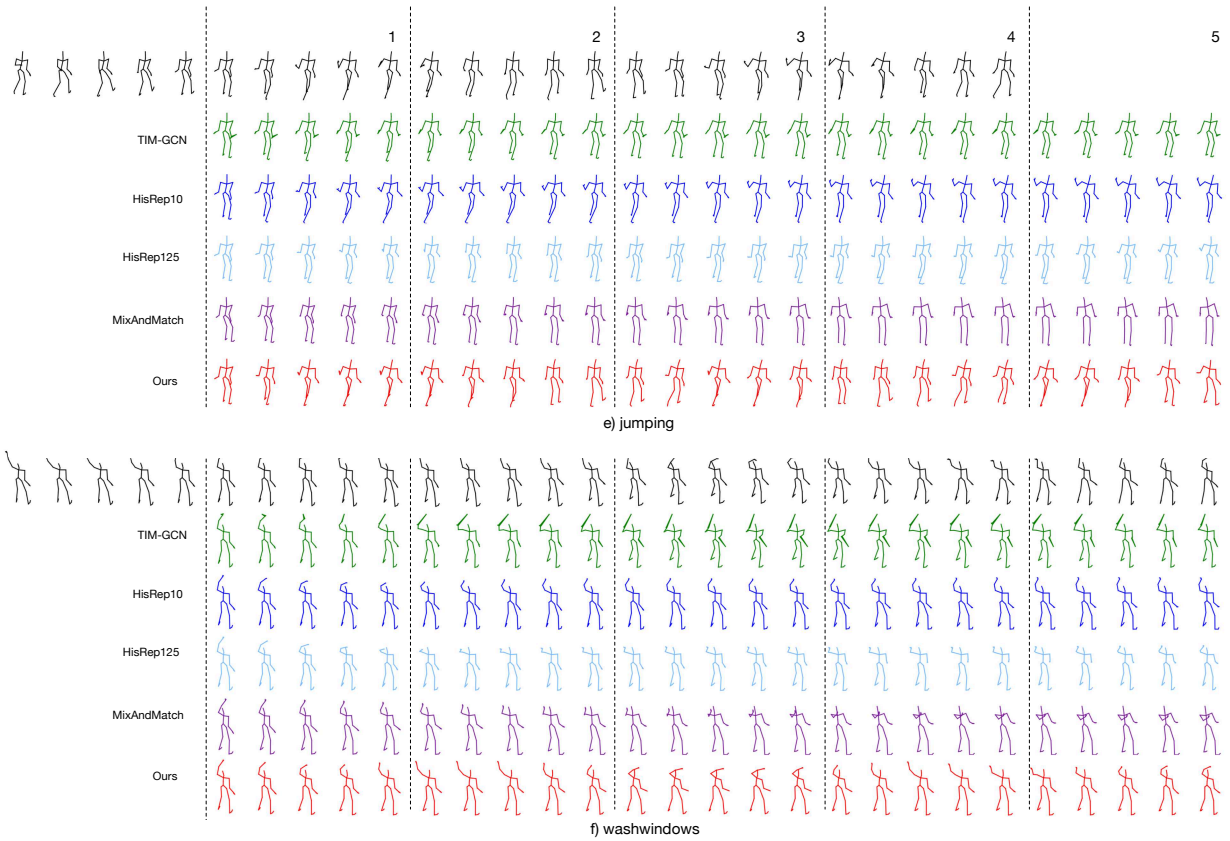 1 2 3 4 5
TIM-GCN
HisRep10
HisRep125
MixAndMatch
Ours
e) jumping
TIM-GCN
HisRep10
HisRep125
MixAndMatch
Ours
f) washwindows